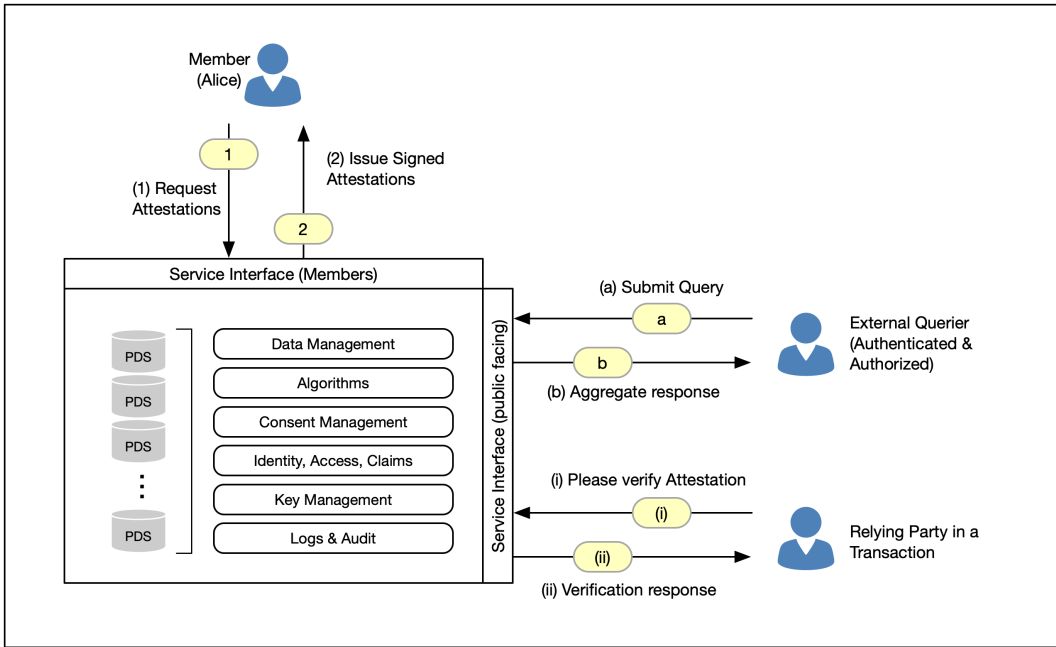 Member
(Alice)
1
(1) Request
Attestations
(2) Issue Signed
Attestations
2
Service Interface (Members)
Service Interface (public facing)
PDS
PDS
PDS
PDS
Data Management
Algorithms
Consent Management
Identity, Access, Claims
Key Management
Logs & Audit
(a) Submit Query
a
b
(b) Aggregate response
External Querier
(Authenticated &
Authorized)
(i) Please verify Attestation
(i)
(ii)
(ii) Verification response
Relying Party in a
Transaction